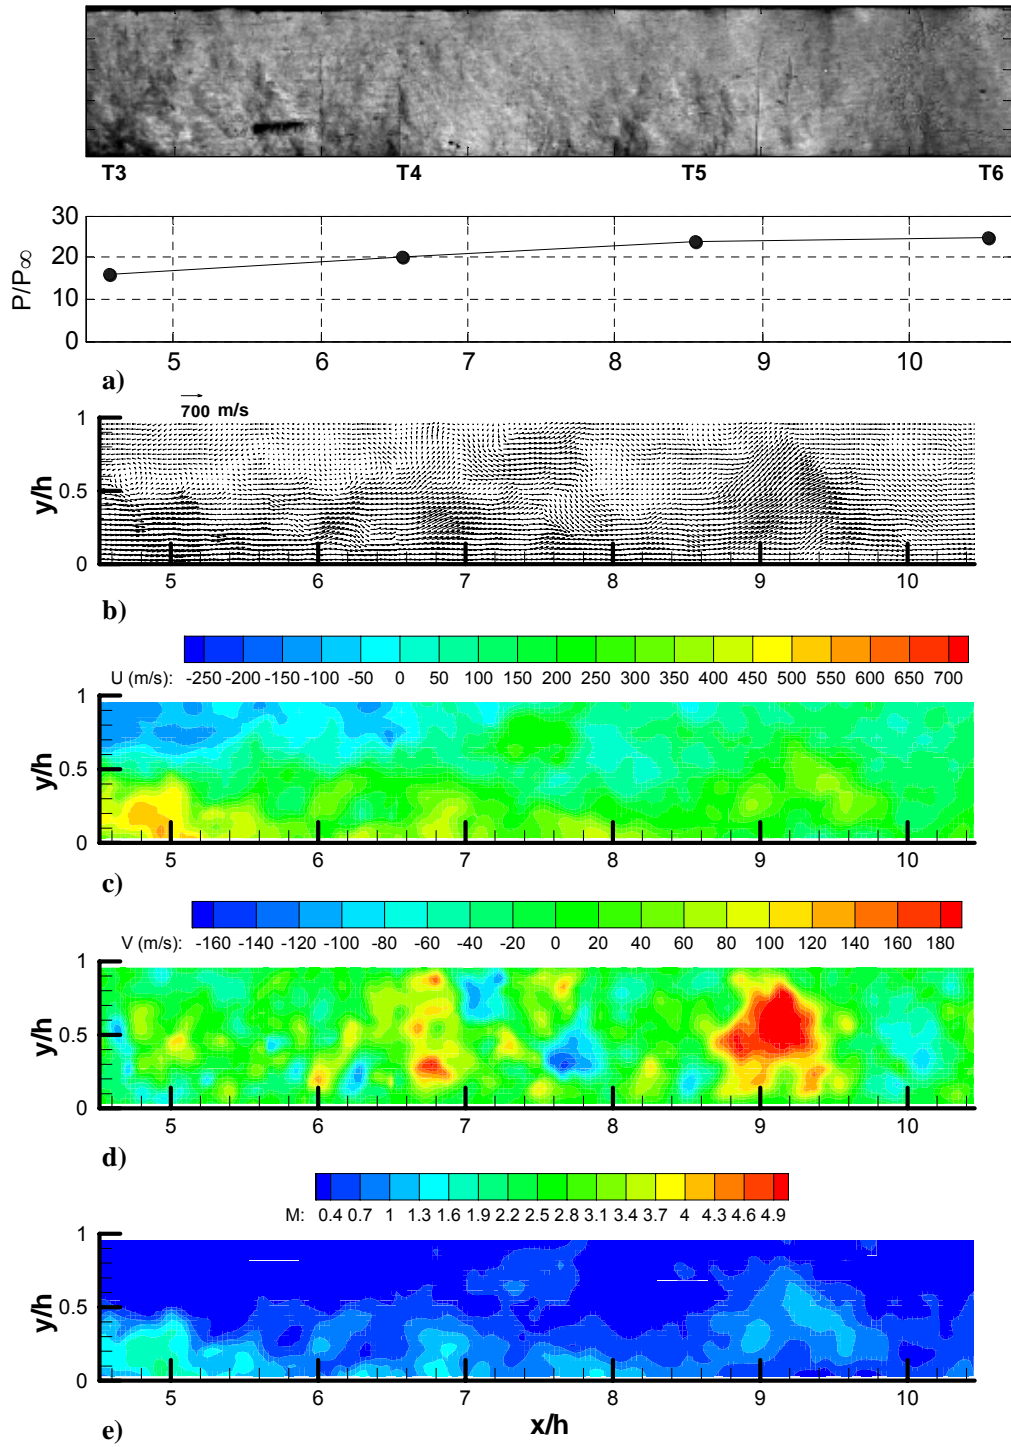 T3 T4 T5 T6
30
20
10
0
P/P∞
5 6 7 8 9 10
a)
700 m/s
1
0.5
0
y/h
5 6 7 8 9 10
b)
U (m/s): -250 -200 -150 -100 -50 0 50 100 150 200 250 300 350 400 450 500 550 600 650 700
1
0.5
0
y/h
5 6 7 8 9 10
c)
V (m/s): -160 -140 -120 -100 -80 -60 -40 -20 0 20 40 60 80 100 120 140 160 180
1
0.5
0
y/h
5 6 7 8 9 10
d)
M: 0.4 0.7 1 1.3 1.6 1.9 2.2 2.5 2.8 3.1 3.4 3.7 4 4.3 4.6 4.9
1
0.5
0
y/h
5 6 7 8 9 10
e)
x/h